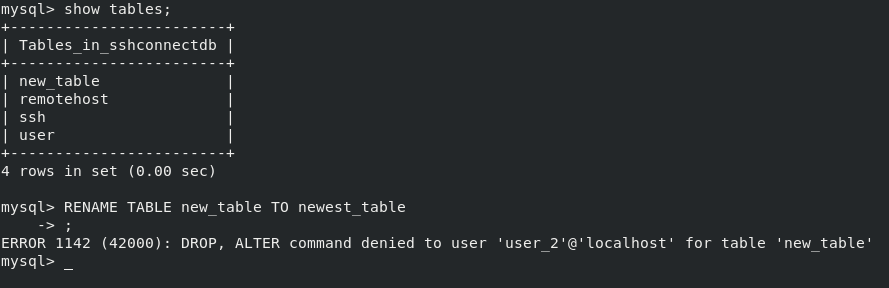 mysql> show tables;
+------------------------+
| Tables_in_sshconnectdb |
+------------------------+
| new_table              |
| remotehost             |
| ssh                    |
| user                   |
+------------------------+
4 rows in set (0.00 sec)

mysql> RENAME TABLE new_table TO newest_table
    -> ;
ERROR 1142 (42000): DROP, ALTER command denied to user 'user_2'@'localhost' for table 'new_table'
mysql> _